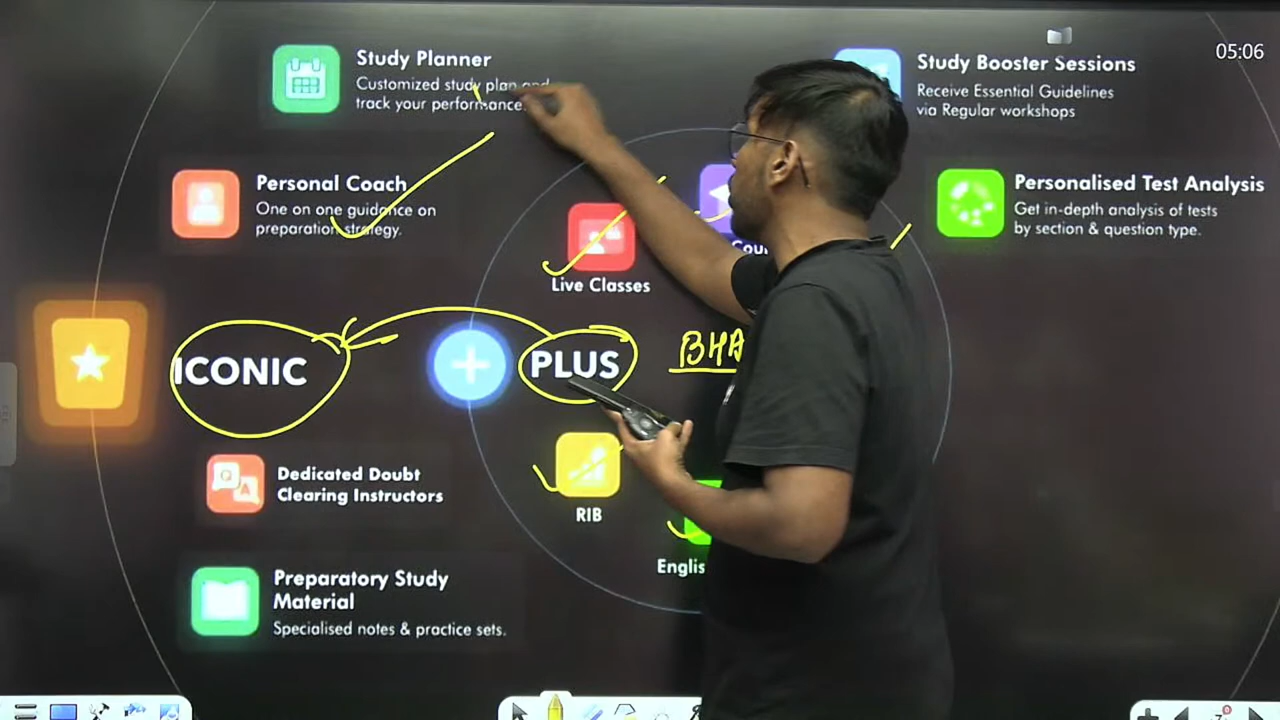 05:06
Study Planner
Customized study plan and
track your performance.
Study Booster Sessions
Receive Essential Guidelines
via Regular workshops
Personal Coach
One on one guidance on
preparation strategy.
Personalised Test Analysis
Get in-depth analysis of tests
by section & question type.
Live Classes
ICONIC
PLUS
BHA
Dedicated Doubt
Clearing Instructors
RIB
Preparatory Study
Material
Specialised notes & practice sets.